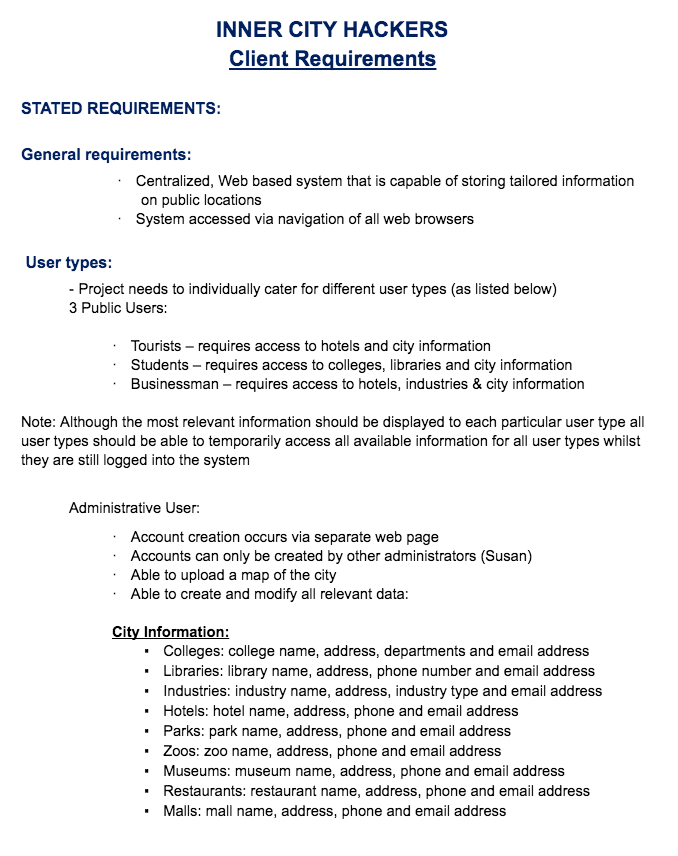 INNER CITY HACKERS
Client Requirements
STATED REQUIREMENTS:
General requirements:
· Centralized, Web based system that is capable of storing tailored information
on public locations
· System accessed via navigation of all web browsers
User types:
- Project needs to individually cater for different user types (as listed below)
3 Public Users:
· Tourists – requires access to hotels and city information
· Students – requires access to colleges, libraries and city information
· Businessman – requires access to hotels, industries & city information
Note: Although the most relevant information should be displayed to each particular user type all
user types should be able to temporarily access all available information for all user types whilst
they are still logged into the system
Administrative User:
· Account creation occurs via separate web page
· Accounts can only be created by other administrators (Susan)
· Able to upload a map of the city
· Able to create and modify all relevant data:
City Information:
▪ Colleges: college name, address, departments and email address
▪ Libraries: library name, address, phone number and email address
▪ Industries: industry name, address, industry type and email address
▪ Hotels: hotel name, address, phone and email address
▪ Parks: park name, address, phone and email address
▪ Zoos: zoo name, address, phone and email address
▪ Museums: museum name, address, phone and email address
▪ Restaurants: restaurant name, address, phone and email address
▪ Malls: mall name, address, phone and email address